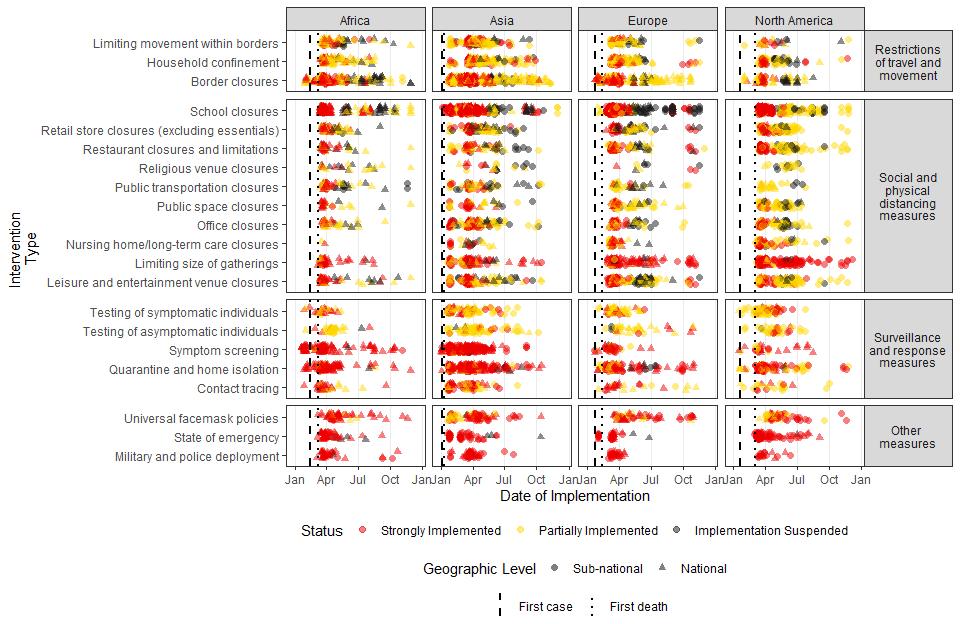 Africa
Asia
Europe
North America
Limiting movement within borders
Household confinement
Border closures
Restrictions
of travel and
movement
School closures
Retail store closures (excluding essentials)
Restaurant closures and limitations
Religious venue closures
Public transportation closures
Public space closures
Office closures
Nursing home/long-term care closures
Limiting size of gatherings
Leisure and entertainment venue closures
Social and
physical
distancing
measures
Intervention
Type
Testing of symptomatic individuals
Testing of asymptomatic individuals
Symptom screening
Quarantine and home isolation
Contact tracing
Surveillance
and response
measures
Universal facemask policies
State of emergency
Military and police deployment
Other
measures
Jan Apr Jul Oct Jan
Jan Apr Jul Oct Jan
Jan Apr Jul Oct Jan
Jan Apr Jul Oct Jan
Date of Implementation
Status Strongly Implemented Partially Implemented Implementation Suspended
Geographic Level Sub-national National
First case First death